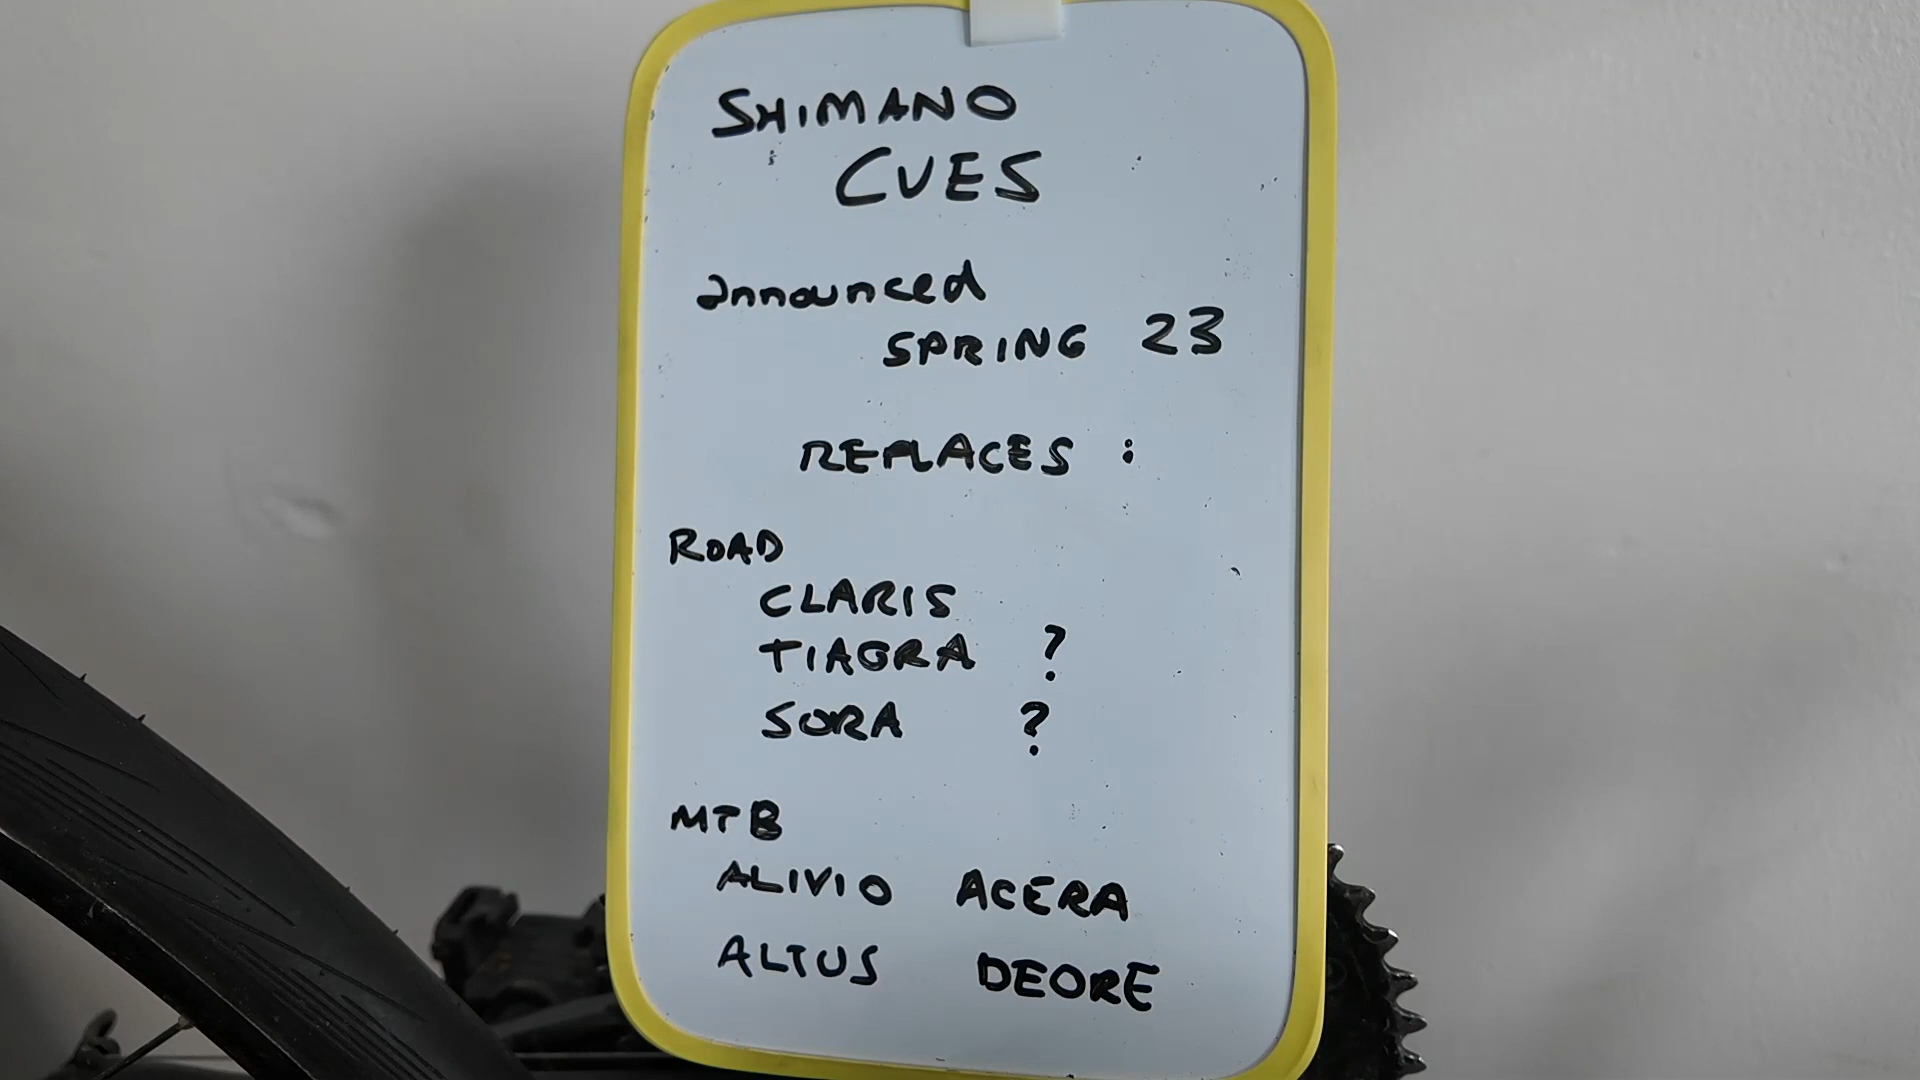 SHIMANO
CUES
announced
SPRING 23
REPLACES :
ROAD
CLARIS
TIAGRA ?
SORA ?
MTB
ALIVIO ACERA
ALTUS DEORE